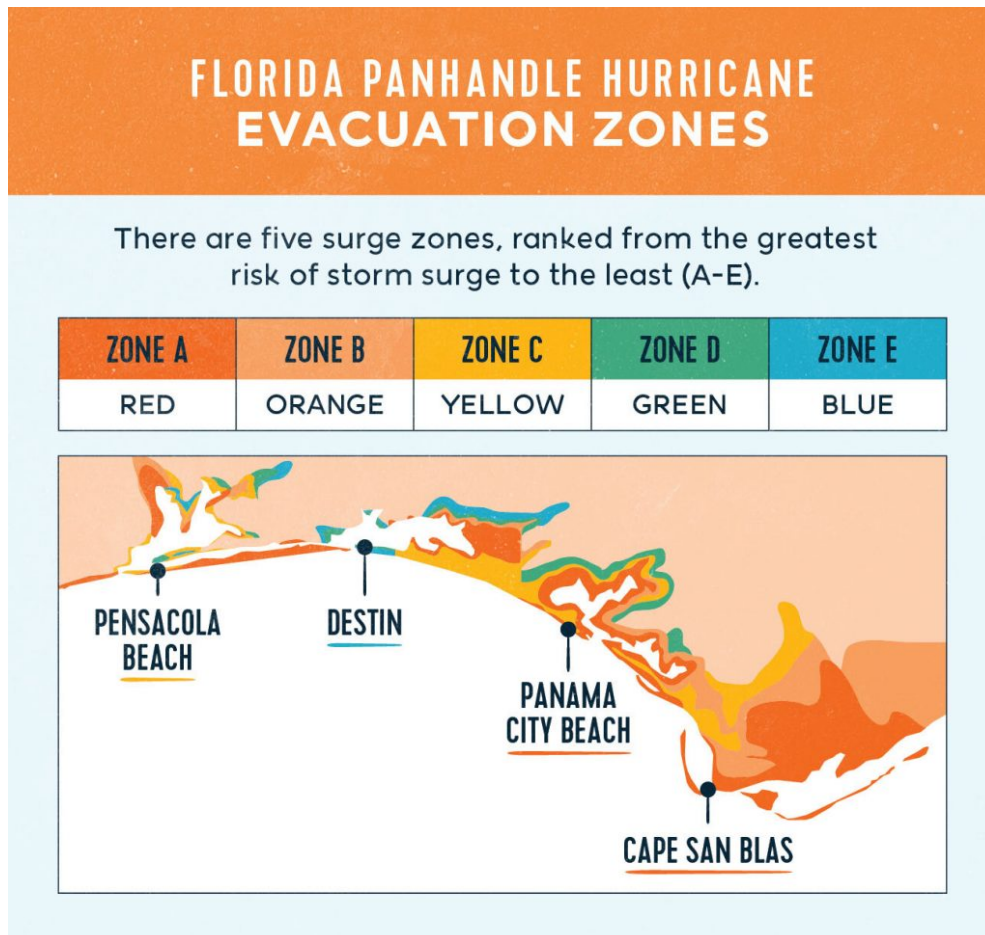 FLORIDA PANHANDLE HURRICANE
EVACUATION ZONES
There are five surge zones, ranked from the greatest
risk of storm surge to the least (A-E).
ZONE A ZONE B ZONE C ZONE D ZONE E
RED ORANGE YELLOW GREEN BLUE
PENSACOLA
BEACH
DESTIN
PANAMA
CITY BEACH
CAPE SAN BLAS